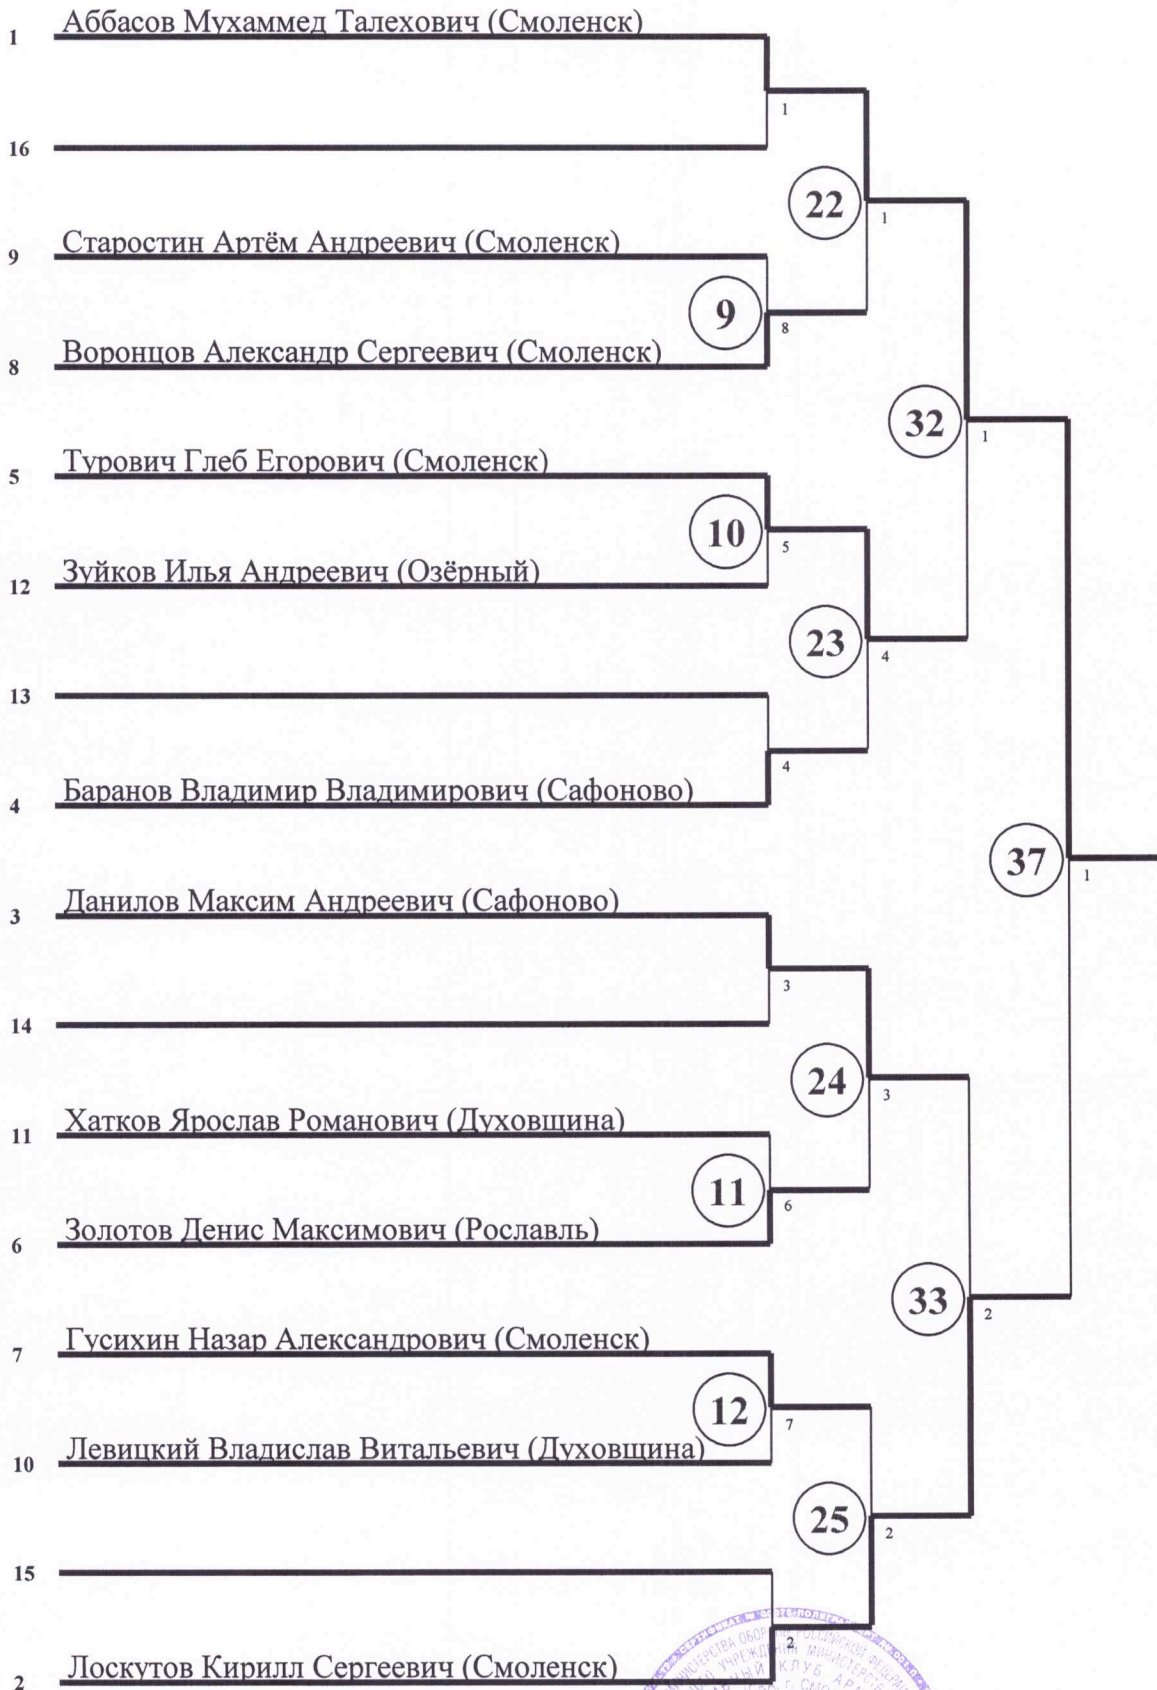 1 Аббасов Мухаммед Талехович (Смоленск)
1
16
22
1
9 Старостин Артём Андреевич (Смоленск)
9
8
8 Воронцов Александр Сергеевич (Смоленск)
32
1
5 Турович Глеб Егорович (Смоленск)
10
5
12 Зуйков Илья Андреевич (Озёрный)
23
4
13
4
4 Баранов Владимир Владимирович (Сафоново)
37
1
3 Данилов Максим Андреевич (Сафоново)
3
14
24
3
11 Хатков Ярослав Романович (Духовщина)
11
6
6 Золотов Денис Максимович (Рославль)
33
2
7 Гусихин Назар Александрович (Смоленск)
12
7
10 Левицкий Владислав Витальевич (Духовщина)
25
2
15
2
2 Лоскутов Кирилл Сергеевич (Смоленск)